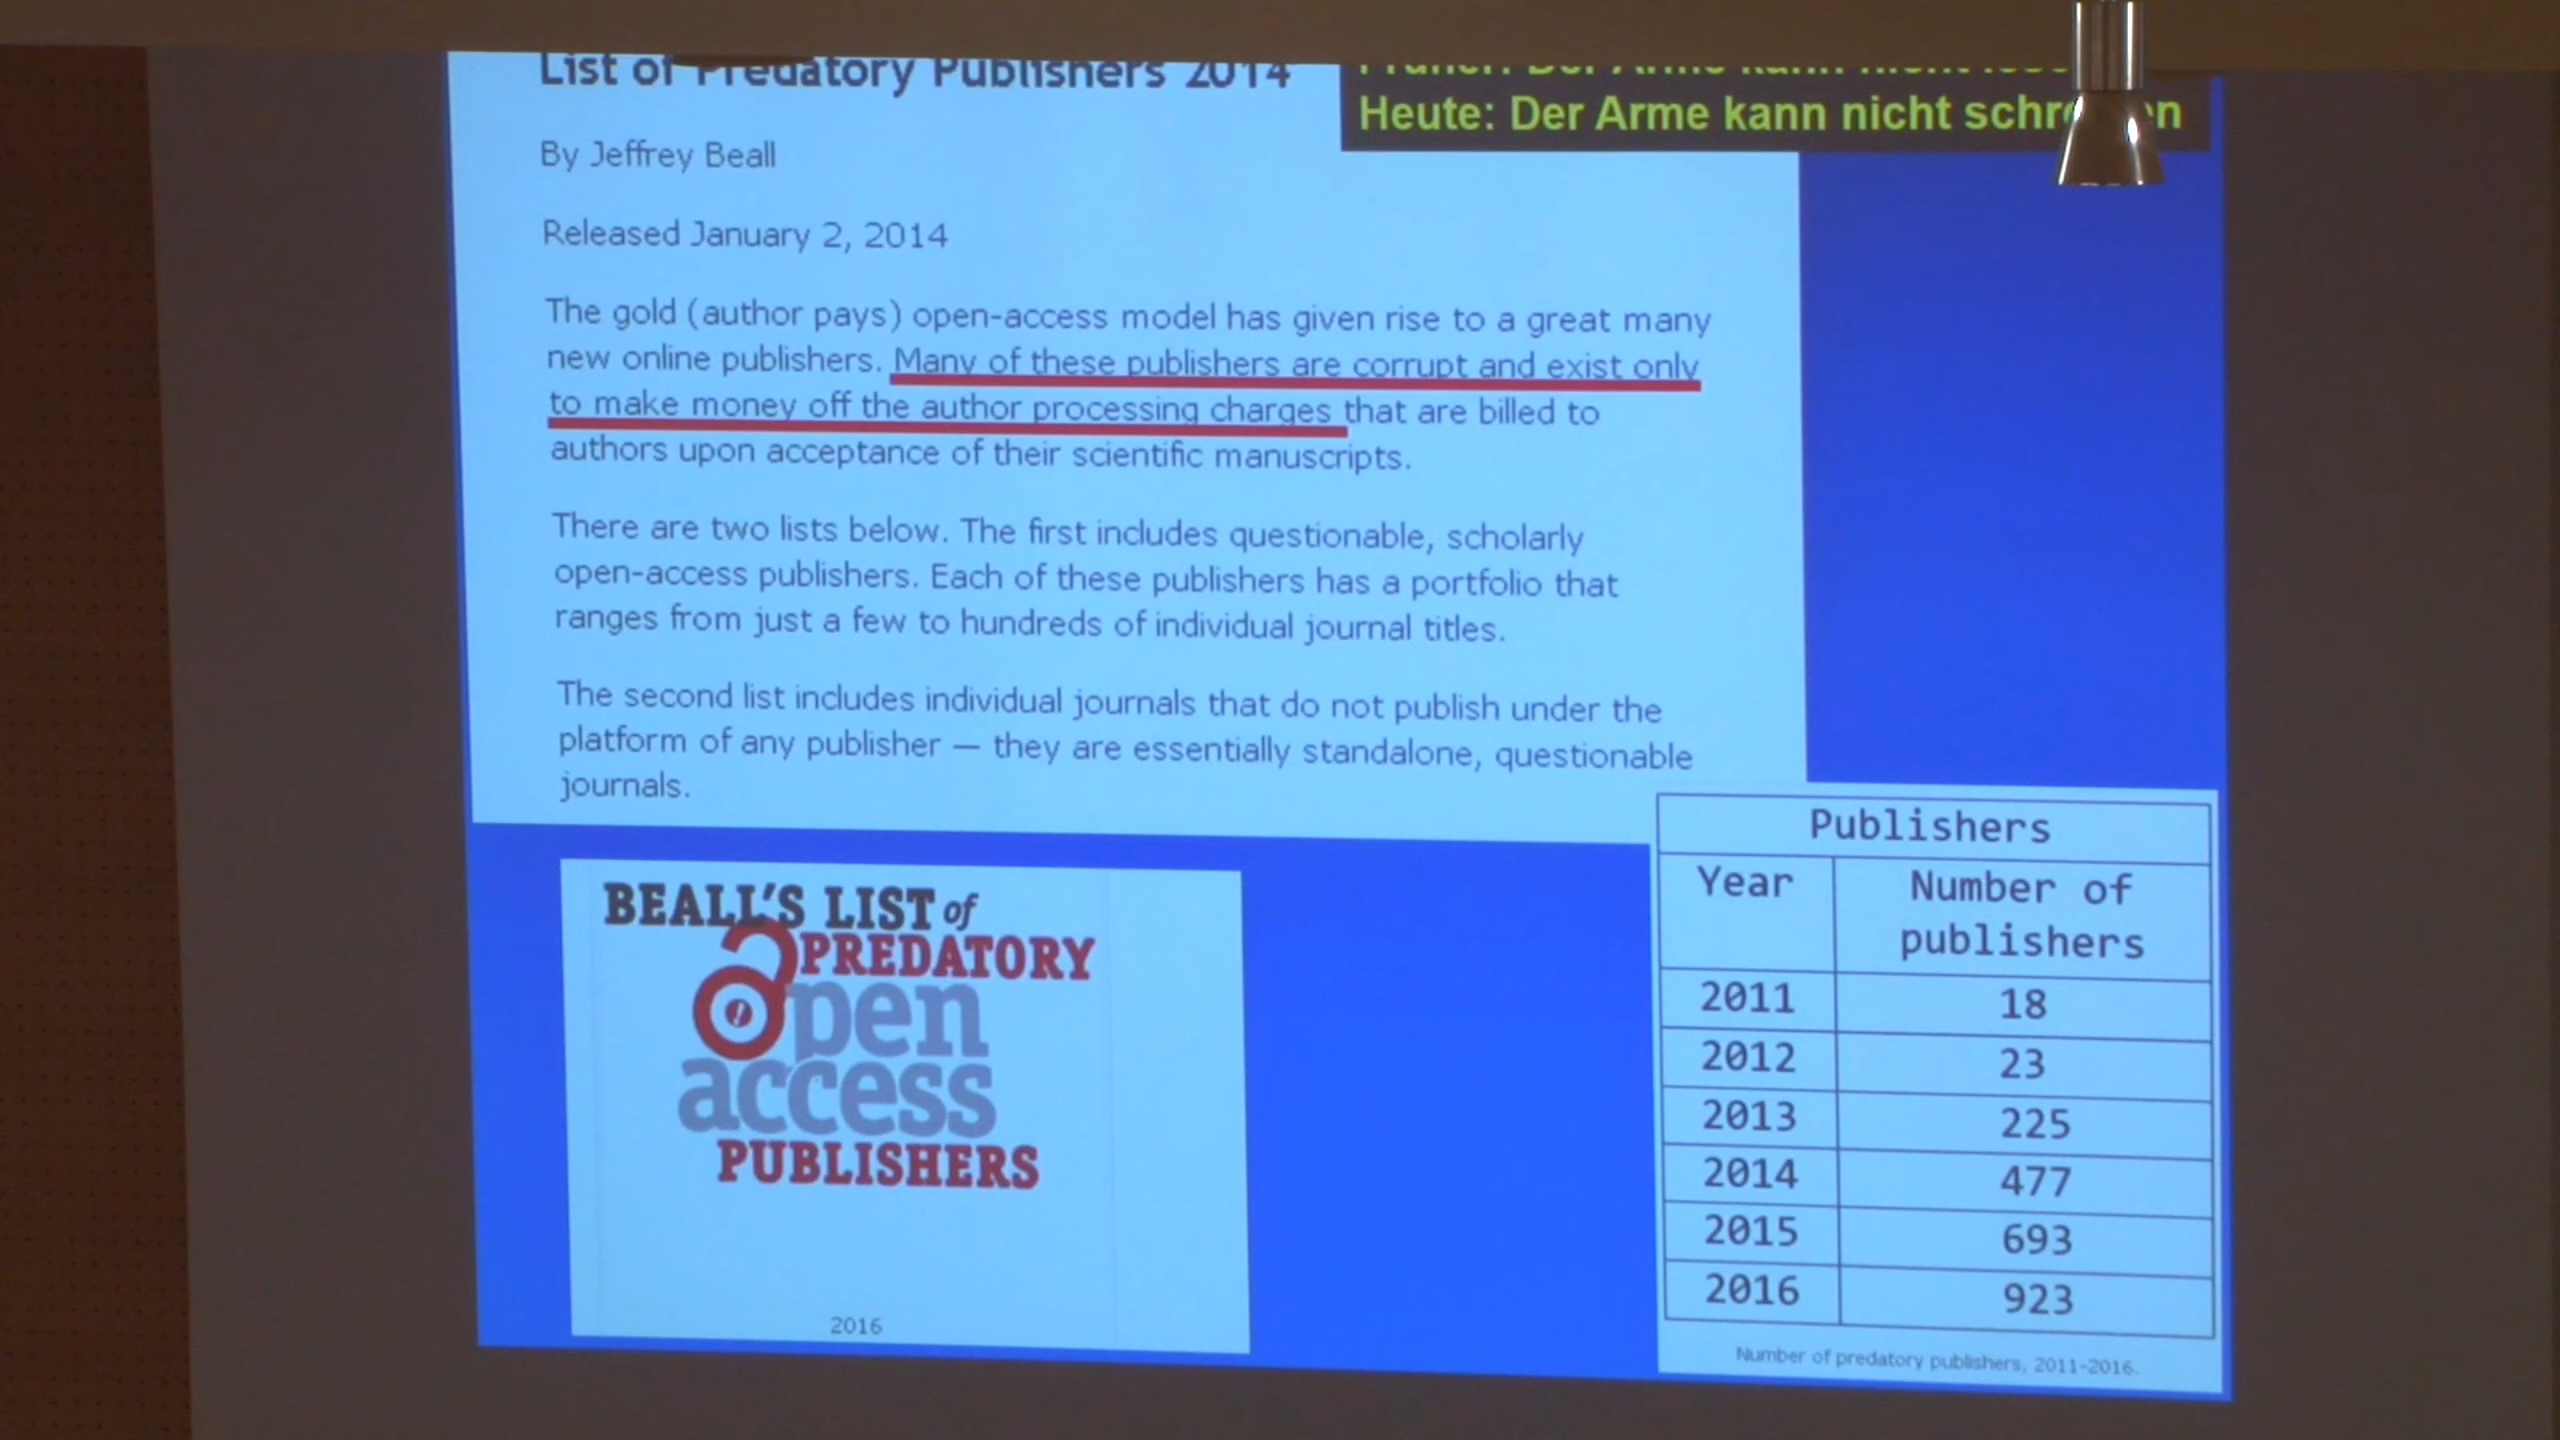 List of Predatory Publishers 2014
Früher: Der Arme kann nicht
Heute: Der Arme kann nicht
By Jeffrey Beall
Released January 2, 2014
The gold (author pays) open-access model has given rise to a great many
new online publishers. Many of these publishers are corrupt and exist only
to make money off the author processing charges that are billed to
authors upon acceptance of their scientific manuscripts.
There are two lists below. The first includes questionable, scholarly
open-access publishers. Each of these publishers has a portfolio that
ranges from just a few to hundreds of individual journal titles.
The second list includes individual journals that do not publish under the
platform of any publisher — they are essentially standalone, questionable
journals.
BEALL'S LIST of
PREDATORY
open
access
PUBLISHERS
2016
Publishers
Year Number of
publishers
2011 18
2012 23
2013 225
2014 477
2015 693
2016 923
Number of predatory publishers, 2011-2016.